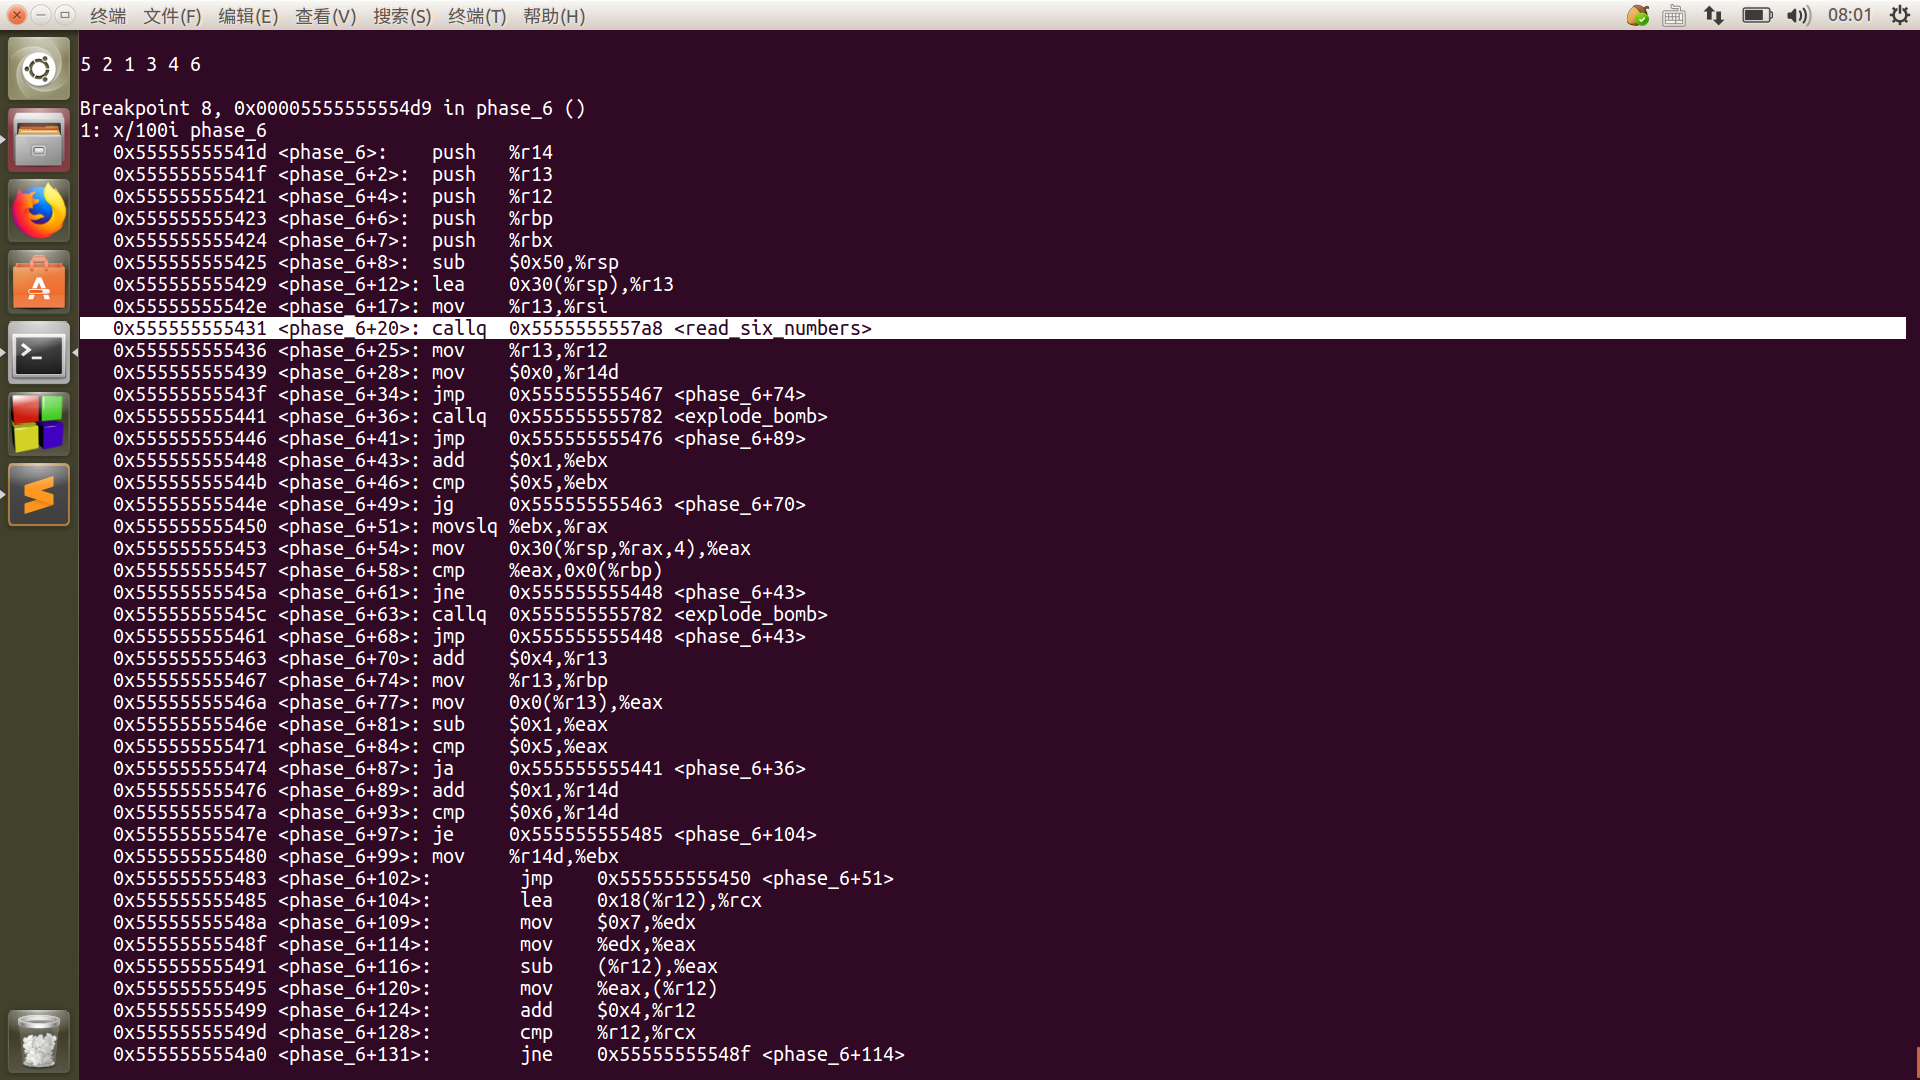 终端 文件(F) 编辑(E) 查看(V) 搜索(S) 终端(T) 帮助(H) 08:01
5 2 1 3 4 6
Breakpoint 8, 0x00005555555554d9 in phase_6 ()
1: x/100i phase_6
0x55555555541d <phase_6>: push %r14
0x55555555541f <phase_6+2>: push %r13
0x555555555421 <phase_6+4>: push %r12
0x555555555423 <phase_6+6>: push %rbp
0x555555555424 <phase_6+7>: push %rbx
0x555555555425 <phase_6+8>: sub $0x50,%rsp
0x555555555429 <phase_6+12>: lea 0x30(%rsp),%r13
0x55555555542e <phase_6+17>: mov %r13,%rsi
0x555555555431 <phase_6+20>: callq 0x5555555557a8 <read_six_numbers>
0x555555555436 <phase_6+25>: mov %r13,%r12
0x555555555439 <phase_6+28>: mov $0x0,%r14d
0x55555555543f <phase_6+34>: jmp 0x555555555467 <phase_6+74>
0x555555555441 <phase_6+36>: callq 0x555555555782 <explode_bomb>
0x555555555446 <phase_6+41>: jmp 0x555555555476 <phase_6+89>
0x555555555448 <phase_6+43>: add $0x1,%ebx
0x55555555544b <phase_6+46>: cmp $0x5,%ebx
0x55555555544e <phase_6+49>: jg 0x555555555463 <phase_6+70>
0x555555555450 <phase_6+51>: movslq %ebx,%rax
0x555555555453 <phase_6+54>: mov 0x30(%rsp,%rax,4),%eax
0x555555555457 <phase_6+58>: cmp %eax,0x0(%rbp)
0x55555555545a <phase_6+61>: jne 0x555555555448 <phase_6+43>
0x55555555545c <phase_6+63>: callq 0x555555555782 <explode_bomb>
0x555555555461 <phase_6+68>: jmp 0x555555555448 <phase_6+43>
0x555555555463 <phase_6+70>: add $0x4,%r13
0x555555555467 <phase_6+74>: mov %r13,%rbp
0x55555555546a <phase_6+77>: mov 0x0(%r13),%eax
0x55555555546e <phase_6+81>: sub $0x1,%eax
0x555555555471 <phase_6+84>: cmp $0x5,%eax
0x555555555474 <phase_6+87>: ja 0x555555555441 <phase_6+36>
0x555555555476 <phase_6+89>: add $0x1,%r14d
0x55555555547a <phase_6+93>: cmp $0x6,%r14d
0x55555555547e <phase_6+97>: je 0x555555555485 <phase_6+104>
0x555555555480 <phase_6+99>: mov %r14d,%ebx
0x555555555483 <phase_6+102>: jmp 0x555555555450 <phase_6+51>
0x555555555485 <phase_6+104>: lea 0x18(%r12),%rcx
0x55555555548a <phase_6+109>: mov $0x7,%edx
0x55555555548f <phase_6+114>: mov %edx,%eax
0x555555555491 <phase_6+116>: sub (%r12),%eax
0x555555555495 <phase_6+120>: mov %eax,(%r12)
0x555555555499 <phase_6+124>: add $0x4,%r12
0x55555555549d <phase_6+128>: cmp %r12,%rcx
0x5555555554a0 <phase_6+131>: jne 0x55555555548f <phase_6+114>